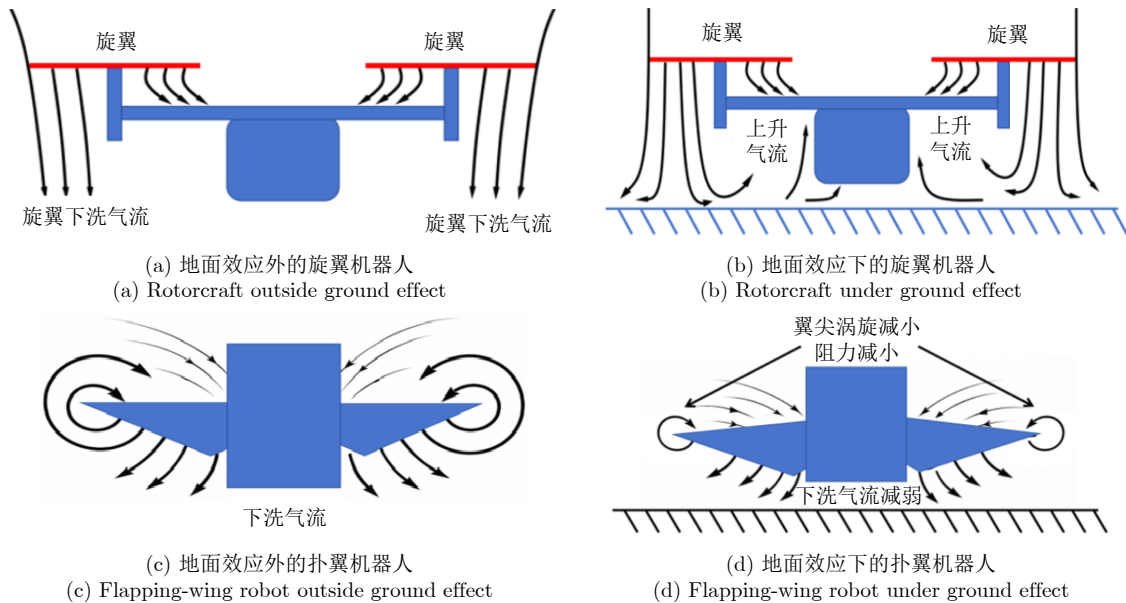 旋翼
旋翼
旋翼下洗气流
旋翼下洗气流
(a) 地面效应外的旋翼机器人
(a) Rotorcraft outside ground effect
旋翼
旋翼
上升
气流
上升
气流
(b) 地面效应下的旋翼机器人
(b) Rotorcraft under ground effect
下洗气流
(c) 地面效应外的扑翼机器人
(c) Flapping-wing robot outside ground effect
翼尖涡旋减小
阻力减小
下洗气流减弱
(d) 地面效应下的扑翼机器人
(d) Flapping-wing robot under ground effect